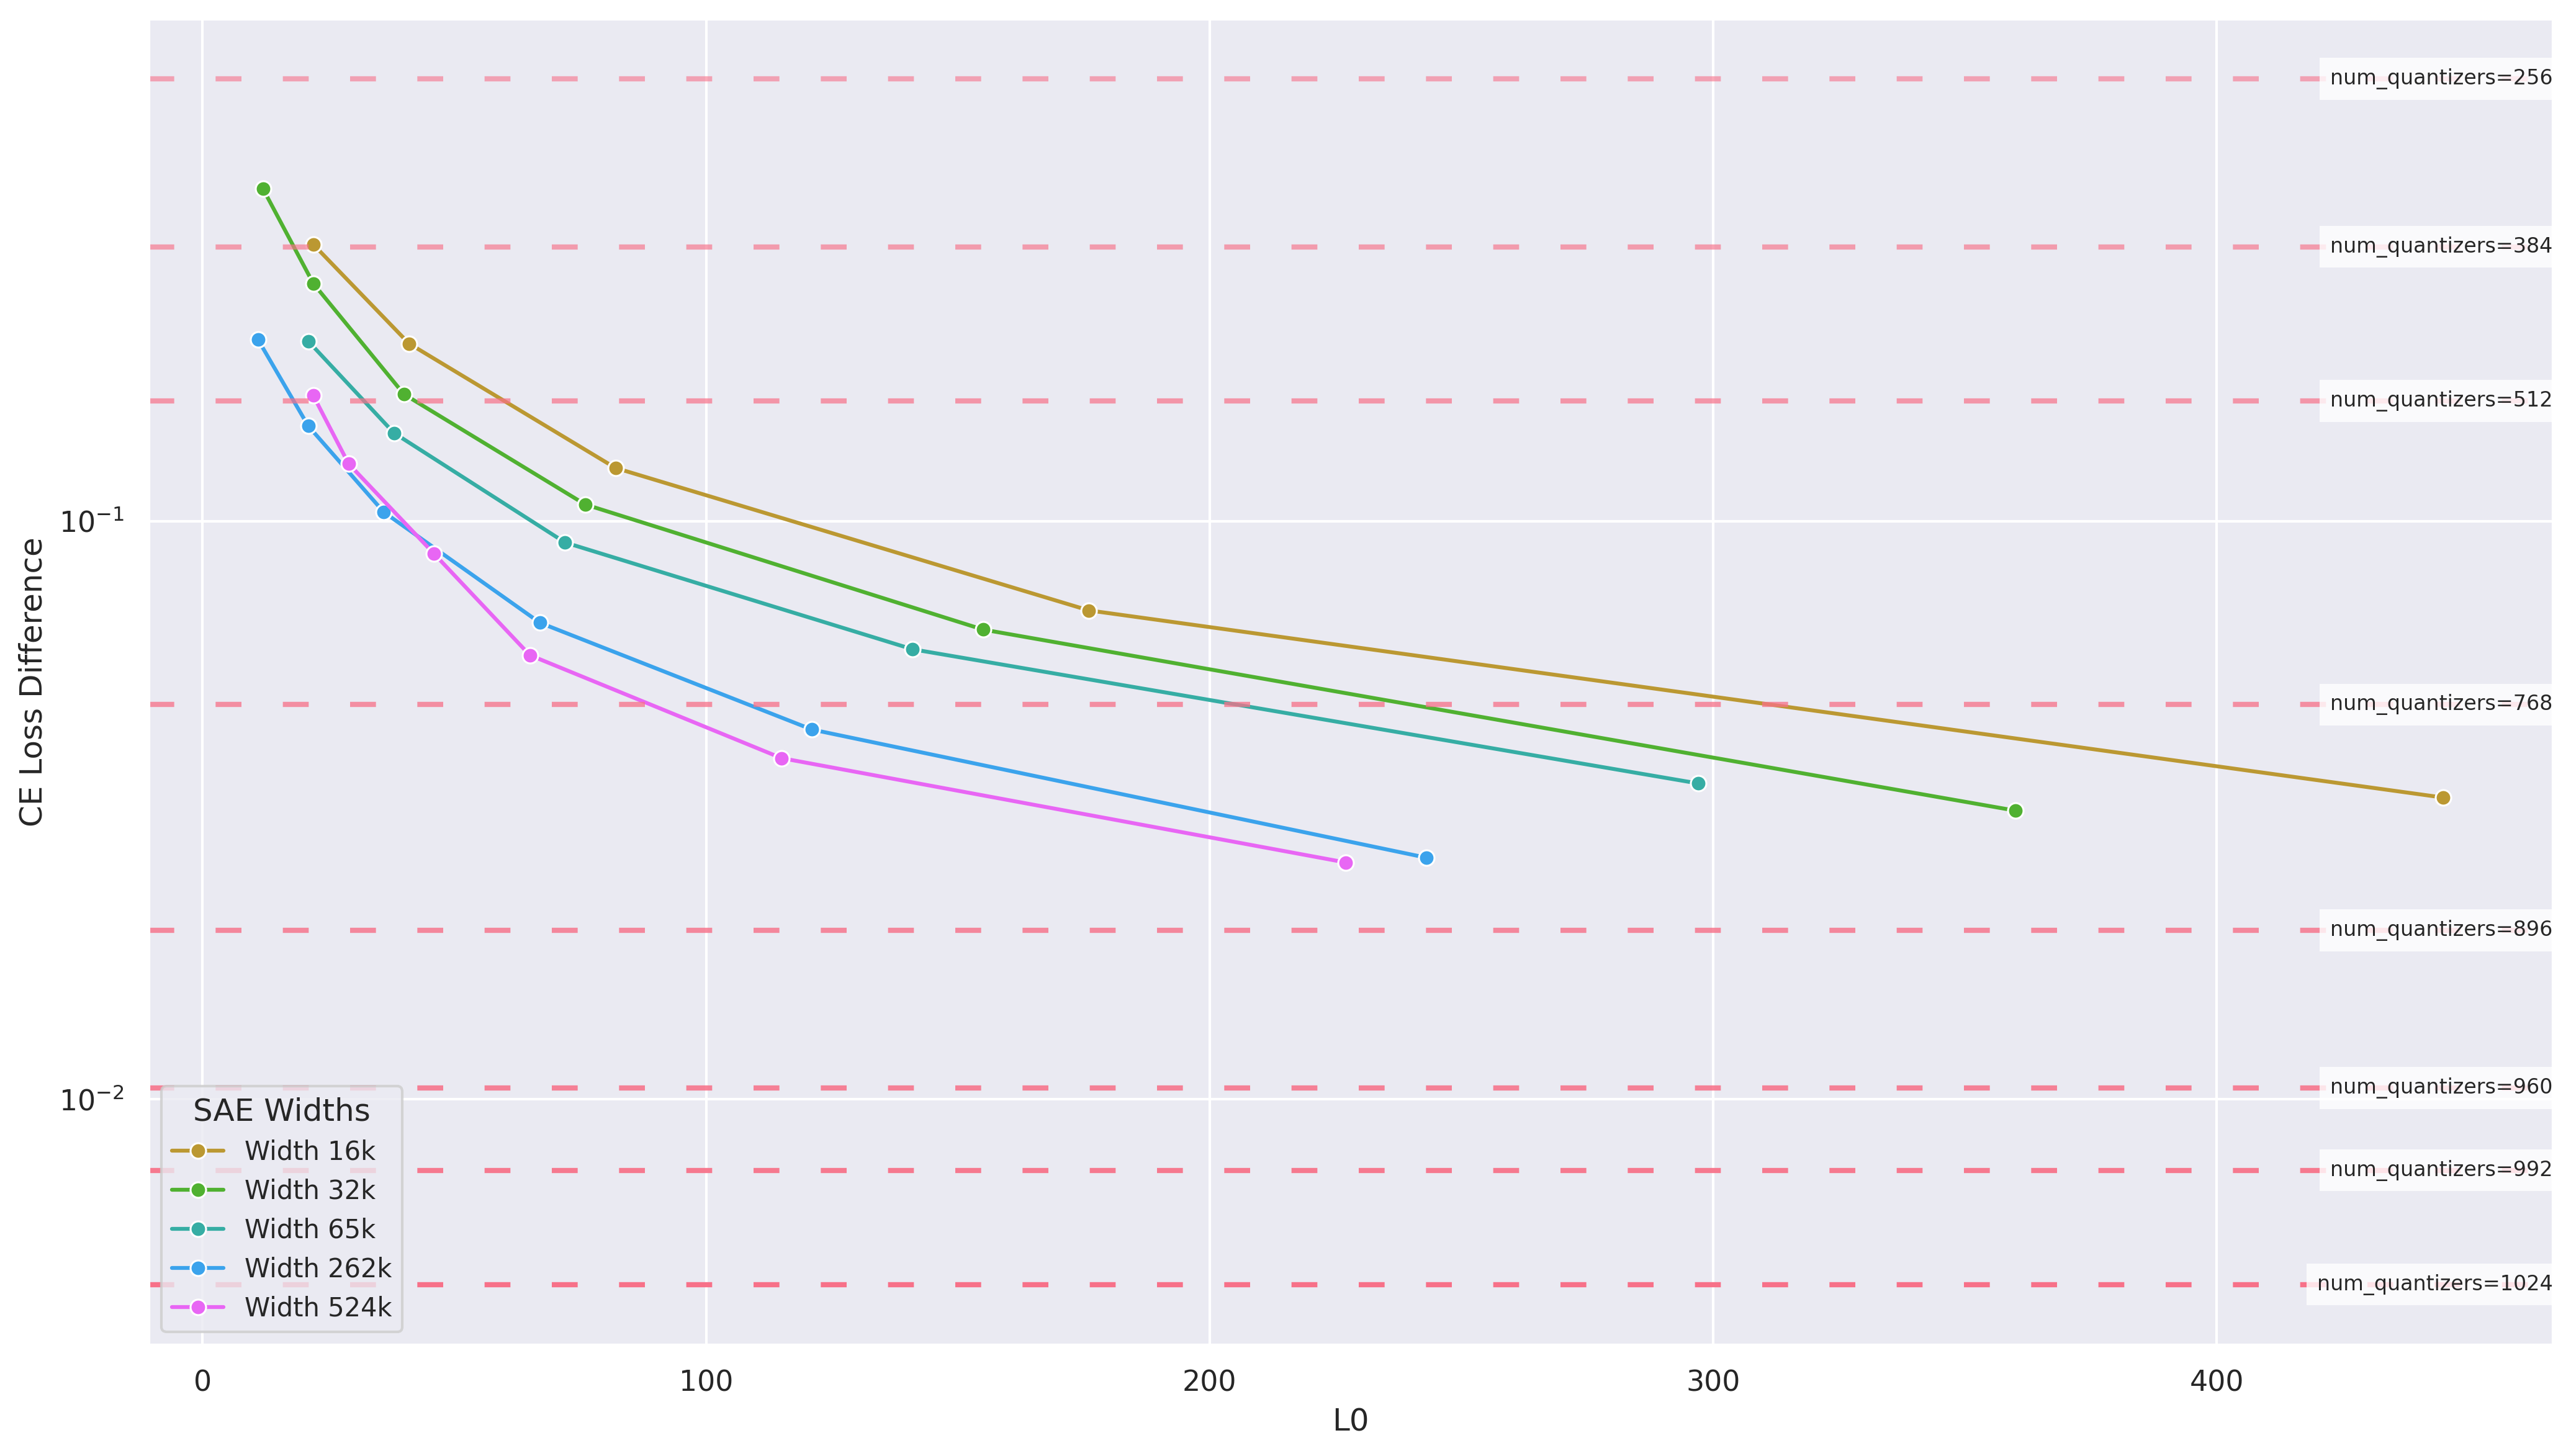 num_quantizers=256
num_quantizers=384
num_quantizers=512
10⁻¹
CE Loss Difference
num_quantizers=768
num_quantizers=896
num_quantizers=960
10⁻²
SAE Widths
Width 16k
num_quantizers=992
Width 32k
Width 65k
Width 262k
num_quantizers=1024
Width 524k
0 100 200 300 400
L0